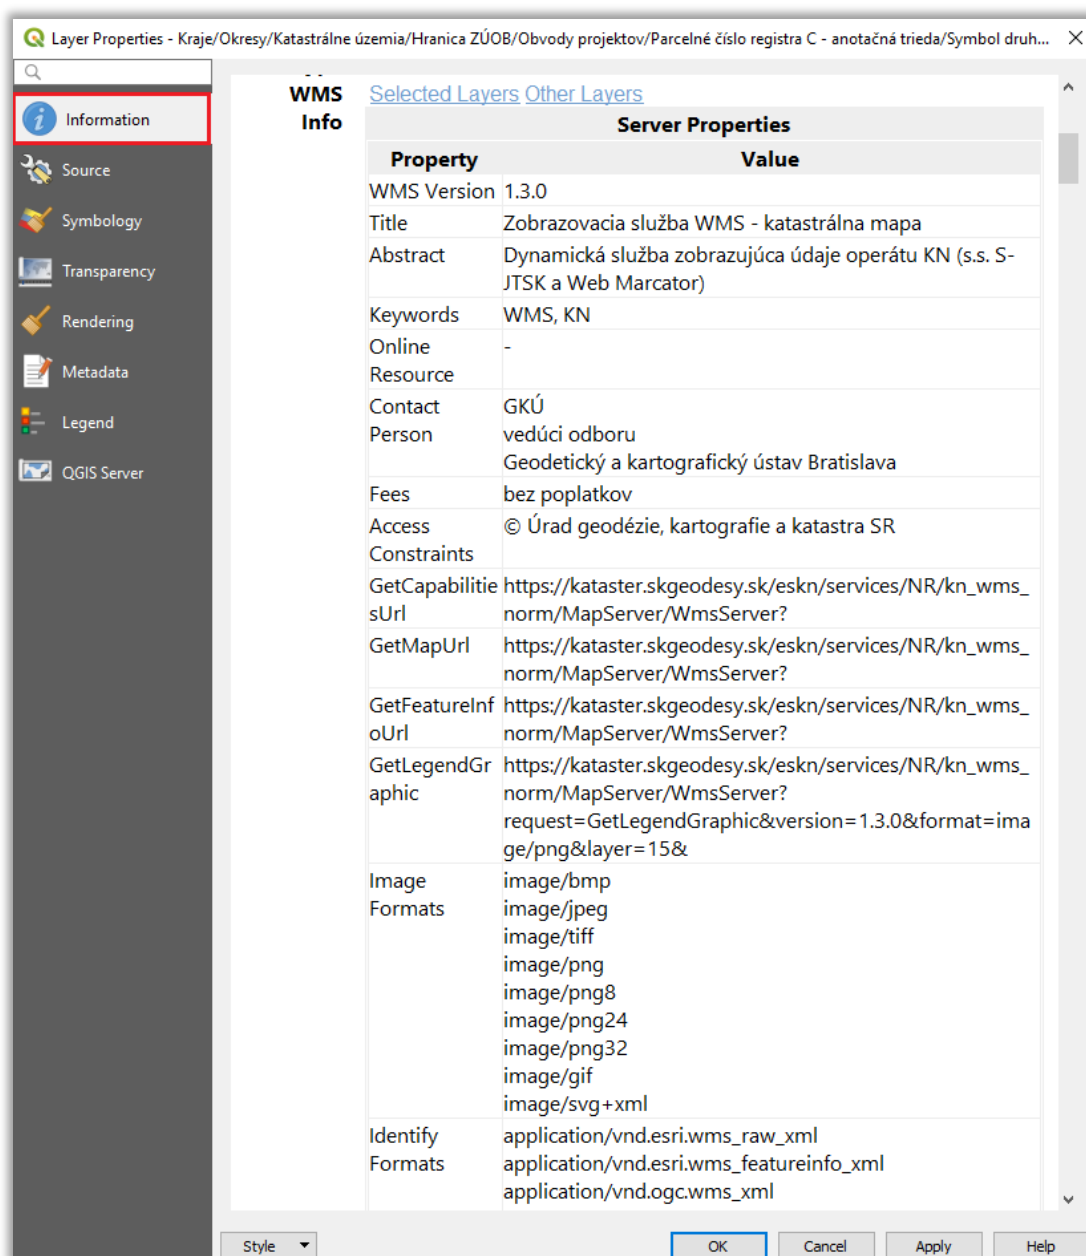 Layer Properties - Kraje/Okresy/Katastrálne územia/Hranica ZÚOB/Obvody projektov/Parcelné číslo registra C - anotačná trieda/Symbol druh...
Information
Source
Symbology
Transparency
Rendering
Metadata
Legend
QGIS Server
WMS Info
Selected Layers Other Layers
Server Properties
Property Value
WMS Version 1.3.0
Title Zobrazovacia služba WMS - katastrálna mapa
Abstract Dynamická služba zobrazujúca údaje operátu KN (s.s. S-
JTSK a Web Marcator)
Keywords WMS, KN
Online -
Resource
Contact GKÚ
Person vedúci odboru
Geodetický a kartografický ústav Bratislava
Fees bez poplatkov
Access © Úrad geodézie, kartografie a katastra SR
Constraints
GetCapabilitie https://kataster.skgeodesy.sk/eskn/services/NR/kn_wms_
sUrl norm/MapServer/WmsServer?
GetMapUrl https://kataster.skgeodesy.sk/eskn/services/NR/kn_wms_
norm/MapServer/WmsServer?
GetFeatureInf https://kataster.skgeodesy.sk/eskn/services/NR/kn_wms_
oUrl norm/MapServer/WmsServer?
GetLegendGr https://kataster.skgeodesy.sk/eskn/services/NR/kn_wms_
aphic norm/MapServer/WmsServer?
request=GetLegendGraphic&version=1.3.0&format=ima
ge/png&layer=15&
Image image/bmp
Formats image/jpeg
image/tiff
image/png
image/png8
image/png24
image/png32
image/gif
image/svg+xml
Identify application/vnd.esri.wms_raw_xml
Formats application/vnd.esri.wms_featureinfo_xml
application/vnd.ogc.wms_xml
Style OK Cancel Apply Help